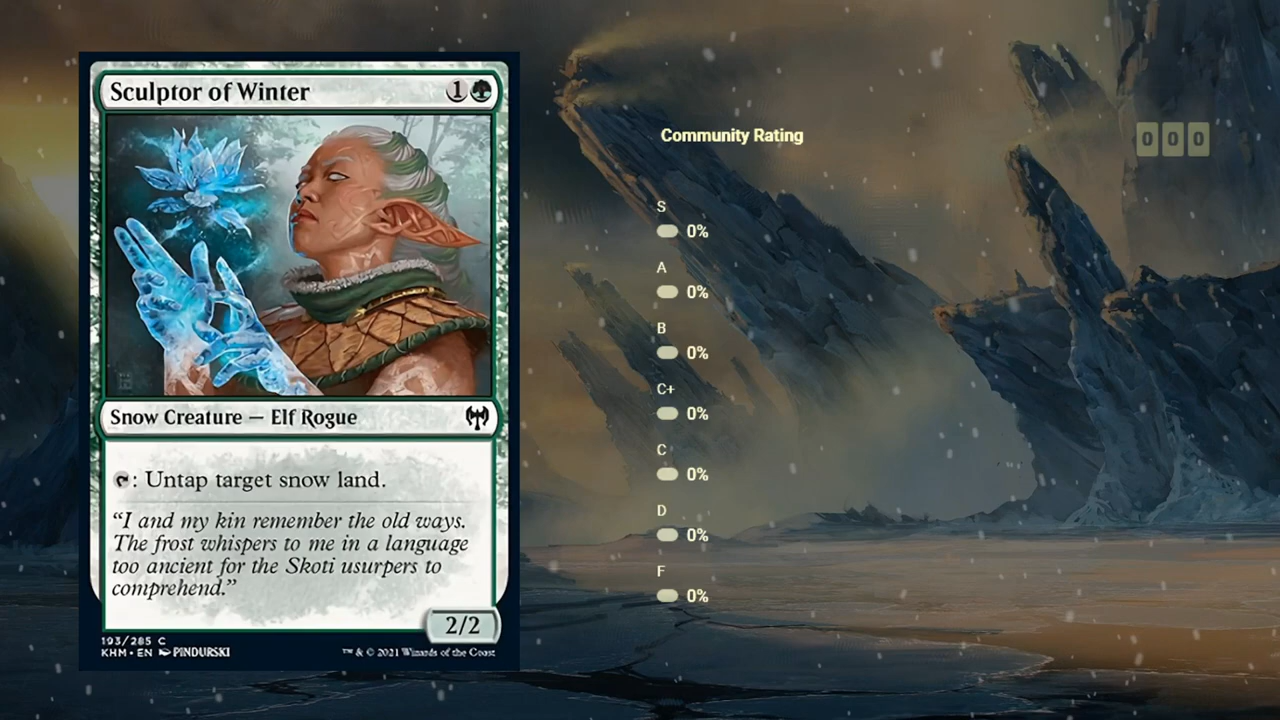 Sculptor of Winter 1
Snow Creature — Elf Rogue
: Untap target snow land.
“I and my kin remember the old ways.
The frost whispers to me in a language
too ancient for the Skoti usurpers to
comprehend.”
2/2
193/285 C
KHM • EN PINDURSKI
™ & © 2021 Wizards of the Coast
Community Rating
0 0 0
S
0%
A
0%
B
0%
C+
0%
C
0%
D
0%
F
0%